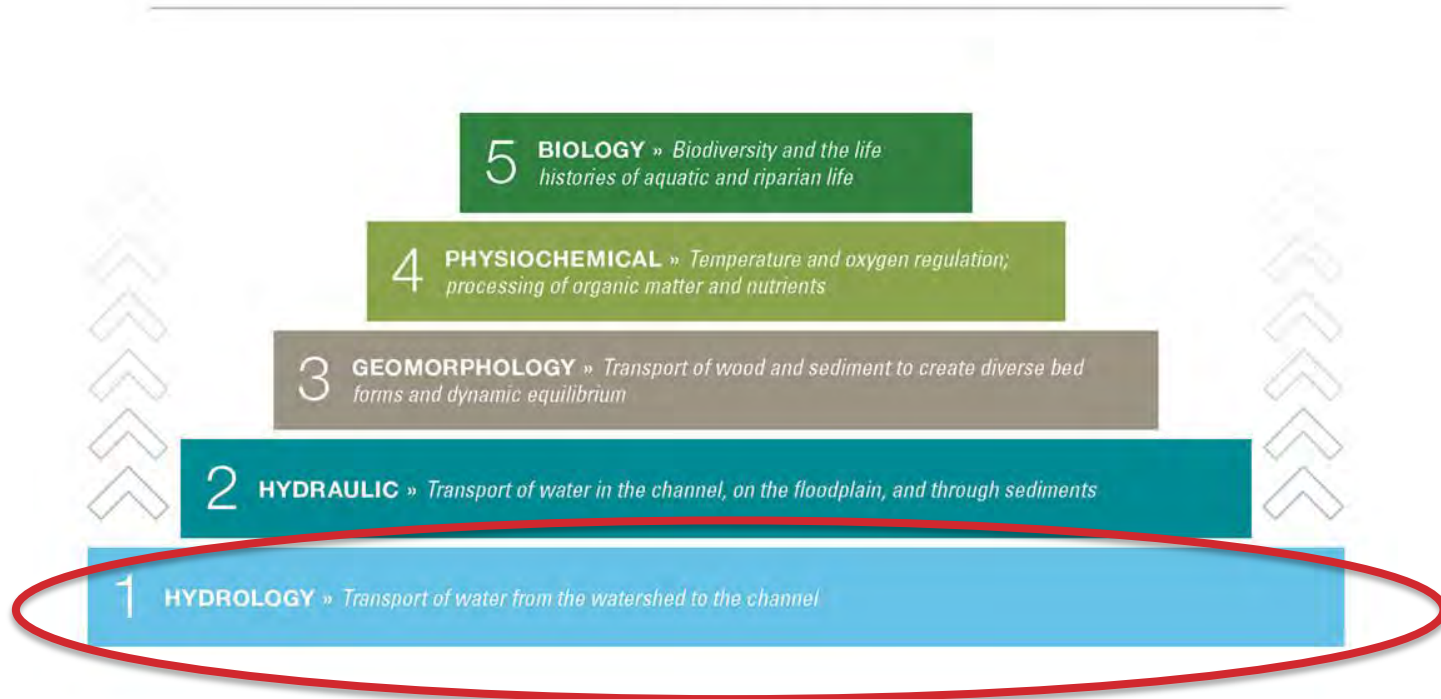 5 BIOLOGY » Biodiversity and the life
histories of aquatic and riparian life
4 PHYSIOCHEMICAL » Temperature and oxygen regulation;
processing of organic matter and nutrients
3 GEOMORPHOLOGY » Transport of wood and sediment to create diverse bed
forms and dynamic equilibrium
2 HYDRAULIC » Transport of water in the channel, on the floodplain, and through sediments
1 HYDROLOGY » Transport of water from the watershed to the channel